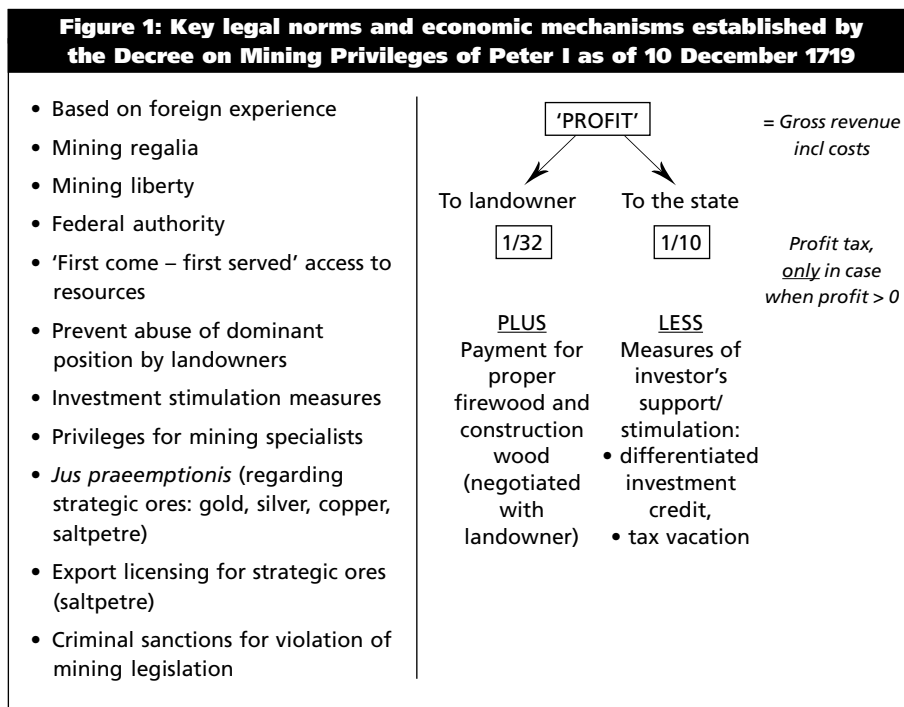 Figure 1: Key legal norms and economic mechanisms established by
the Decree on Mining Privileges of Peter I as of 10 December 1719
• Based on foreign experience
• Mining regalia
• Mining liberty
• Federal authority
• ‘First come – first served’ access to
resources
• Prevent abuse of dominant
position by landowners
• Investment stimulation measures
• Privileges for mining specialists
• Jus praeemptionis (regarding
strategic ores: gold, silver, copper,
saltpetre)
• Export licensing for strategic ores
(saltpetre)
• Criminal sanctions for violation of
mining legislation
‘PROFIT’
= Gross revenue
incl costs
To landowner
To the state
1/32
1/10
Profit tax,
only in case
when profit > 0
PLUS
Payment for
proper
firewood and
construction
wood
(negotiated
with
landowner)
LESS
Measures of
investor’s
support/
stimulation:
• differentiated
investment
credit,
• tax vacation